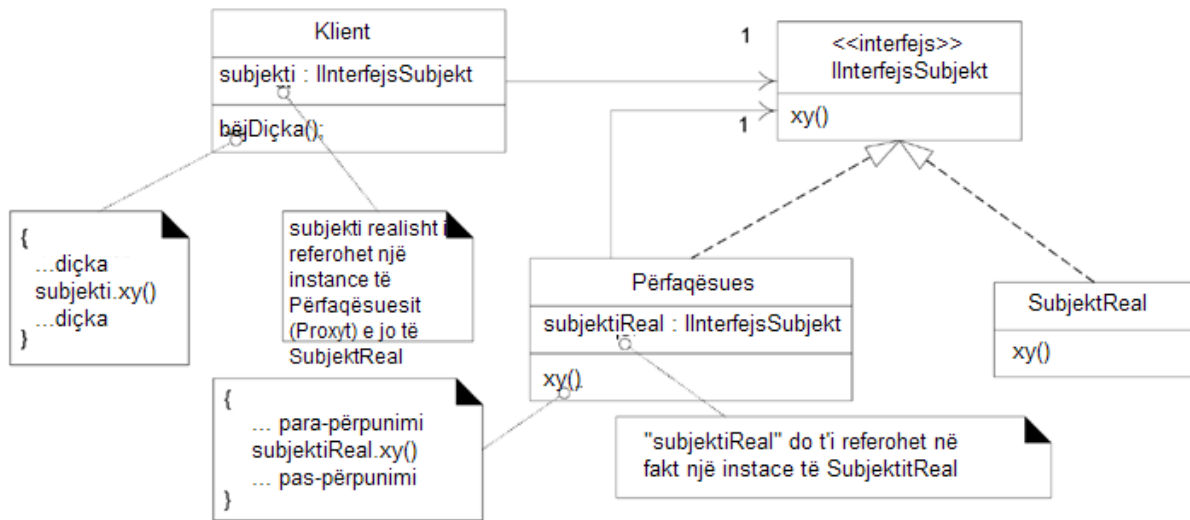 Klient
subjekti : IInterfejsSubjekt
bëjDiçka();
1
1
<<interfejs>>
IInterfejsSubjekt
xy()
{
...diçka
subjekti.xy()
...diçka
}
subjekti realisht i
referohet një
instance të
Përfaqësuesit
(Proxyt) e jo të
SubjektReal
Përfaqësues
subjektiReal : IInterfejsSubjekt
xy()
SubjektReal
xy()
{
... para-përpunimi
subjektiReal.xy()
... pas-përpunimi
}
"subjektiReal" do t'i referohet në
fakt një instace të SubjektitReal